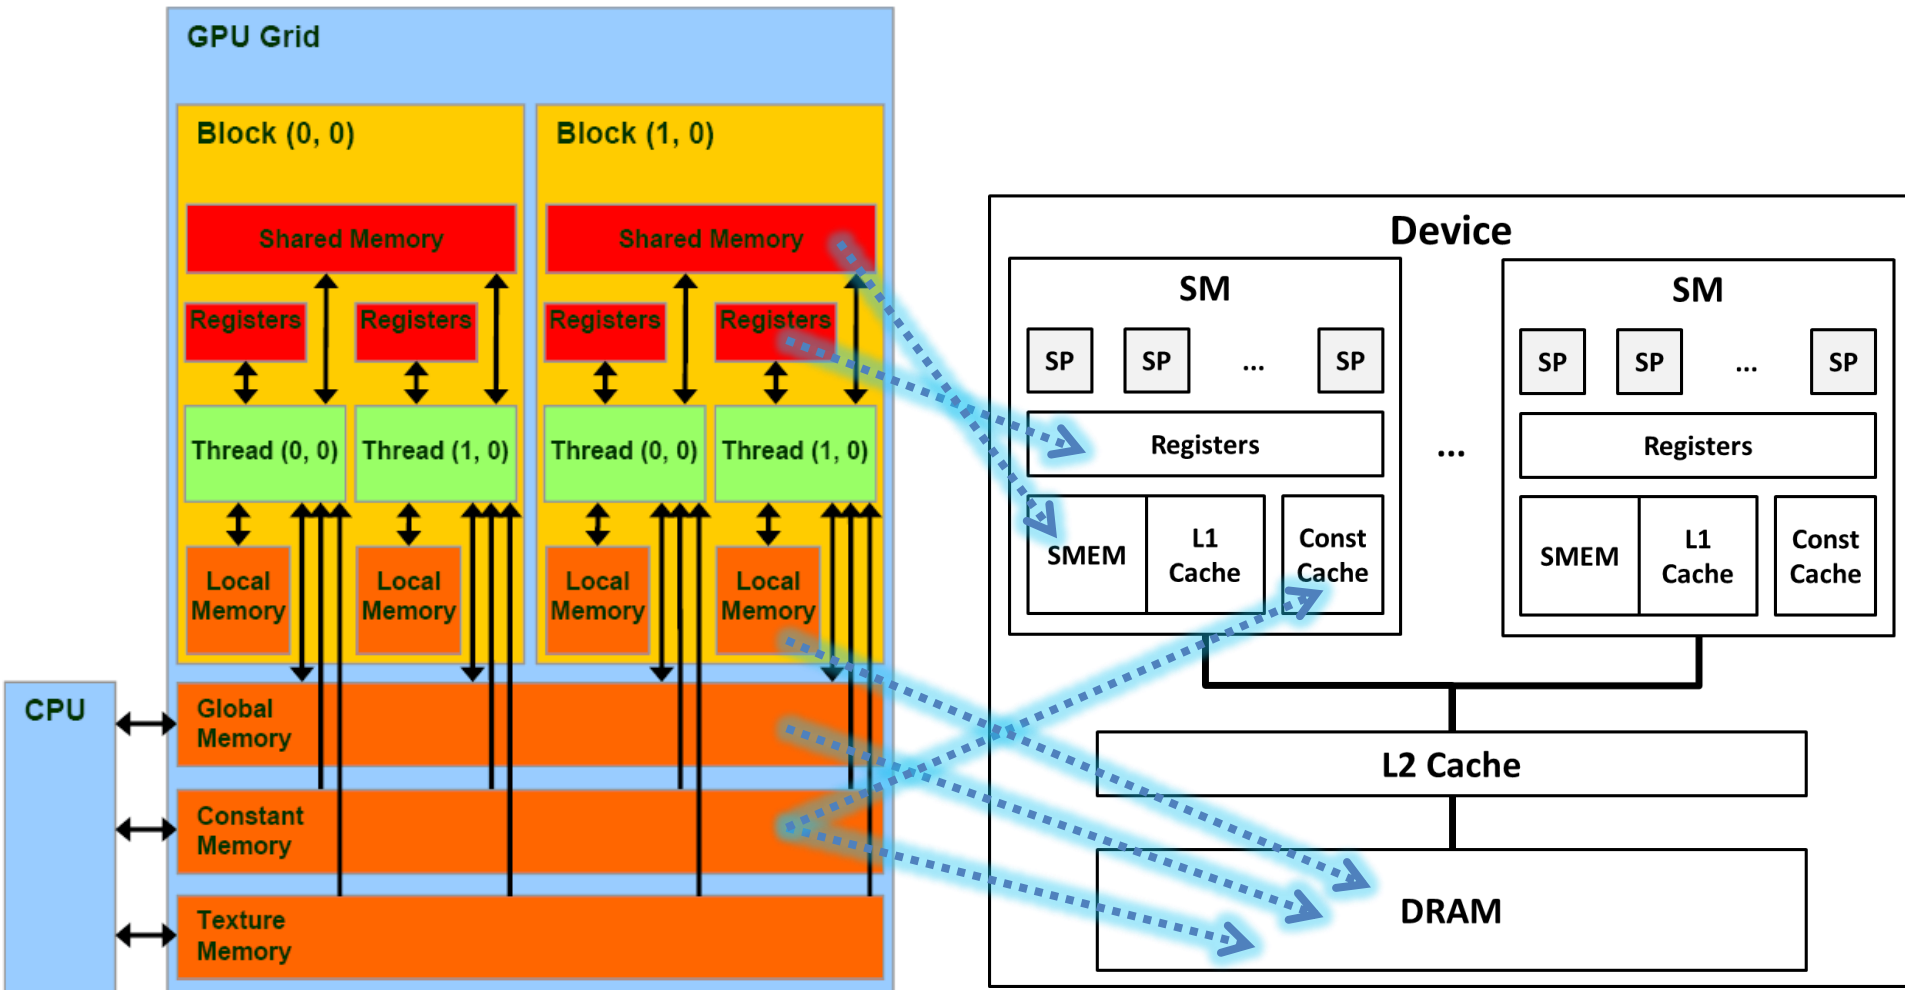 GPU Grid
Block (0, 0)
Shared Memory
Registers
Registers
Thread (0, 0)
Thread (1, 0)
Local
Memory
Local
Memory
Block (1, 0)
Shared Memory
Registers
Registers
Thread (0, 0)
Thread (1, 0)
Local
Memory
Local
Memory
CPU
Global
Memory
Constant
Memory
Texture
Memory
Device
SM
SP
SP
...
SP
Registers
SMEM
L1
Cache
Const
Cache
...
SM
SP
SP
...
SP
Registers
SMEM
L1
Cache
Const
Cache
L2 Cache
DRAM